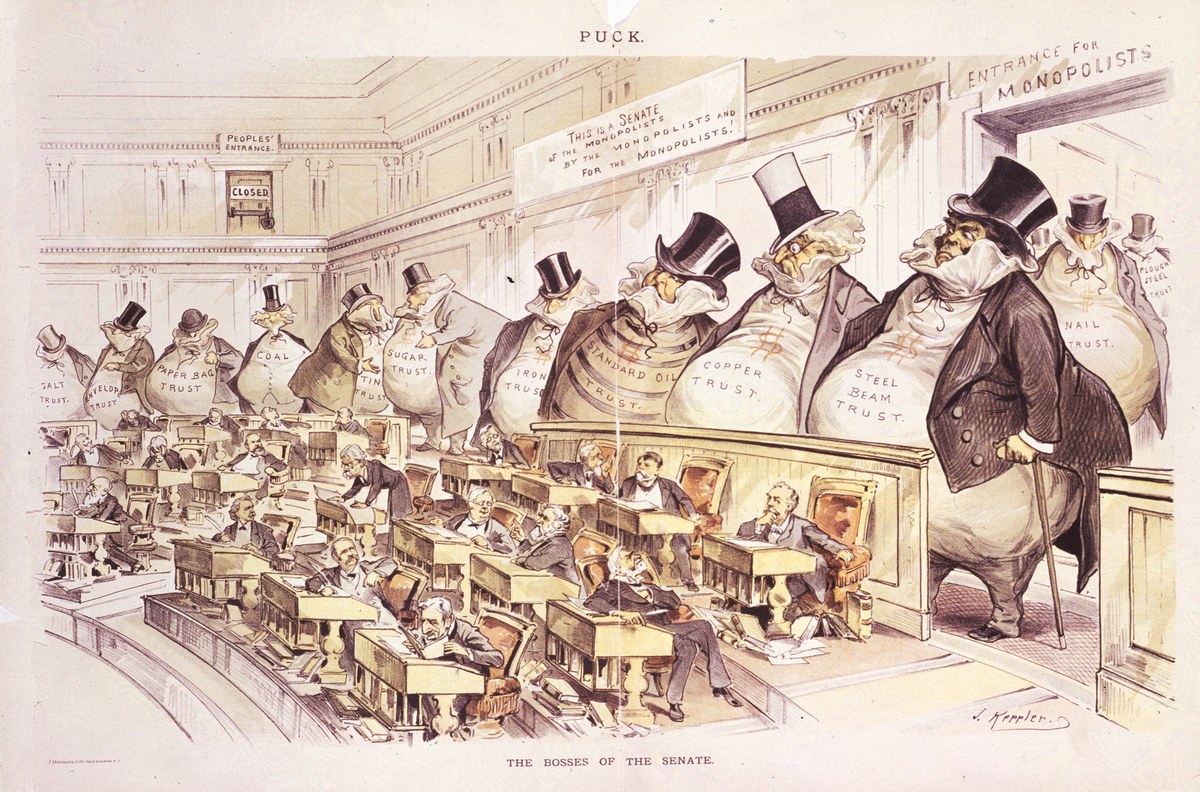 PUCK.
ENTRANCE FOR
MONOPOLISTS
THIS IS A SENATE
OF THE MONOPOLISTS
BY THE MONOPOLISTS AND
FOR THE MONOPOLISTS.
PEOPLES'
ENTRANCE.
CLOSED
SALT
TRUST.
ENVELOPE
TRUST
PAPER BAG
TRUST
COAL
TIN
TRUST
SUGAR
TRUST.
$
IRON
TRUST
$
STANDARD OIL
TRUST.
$
COPPER
TRUST.
$
STEEL
BEAM
TRUST.
$
NAIL
TRUST.
PLOUGH
STEEL
TRUST
J. Keppler.
THE BOSSES OF THE SENATE.